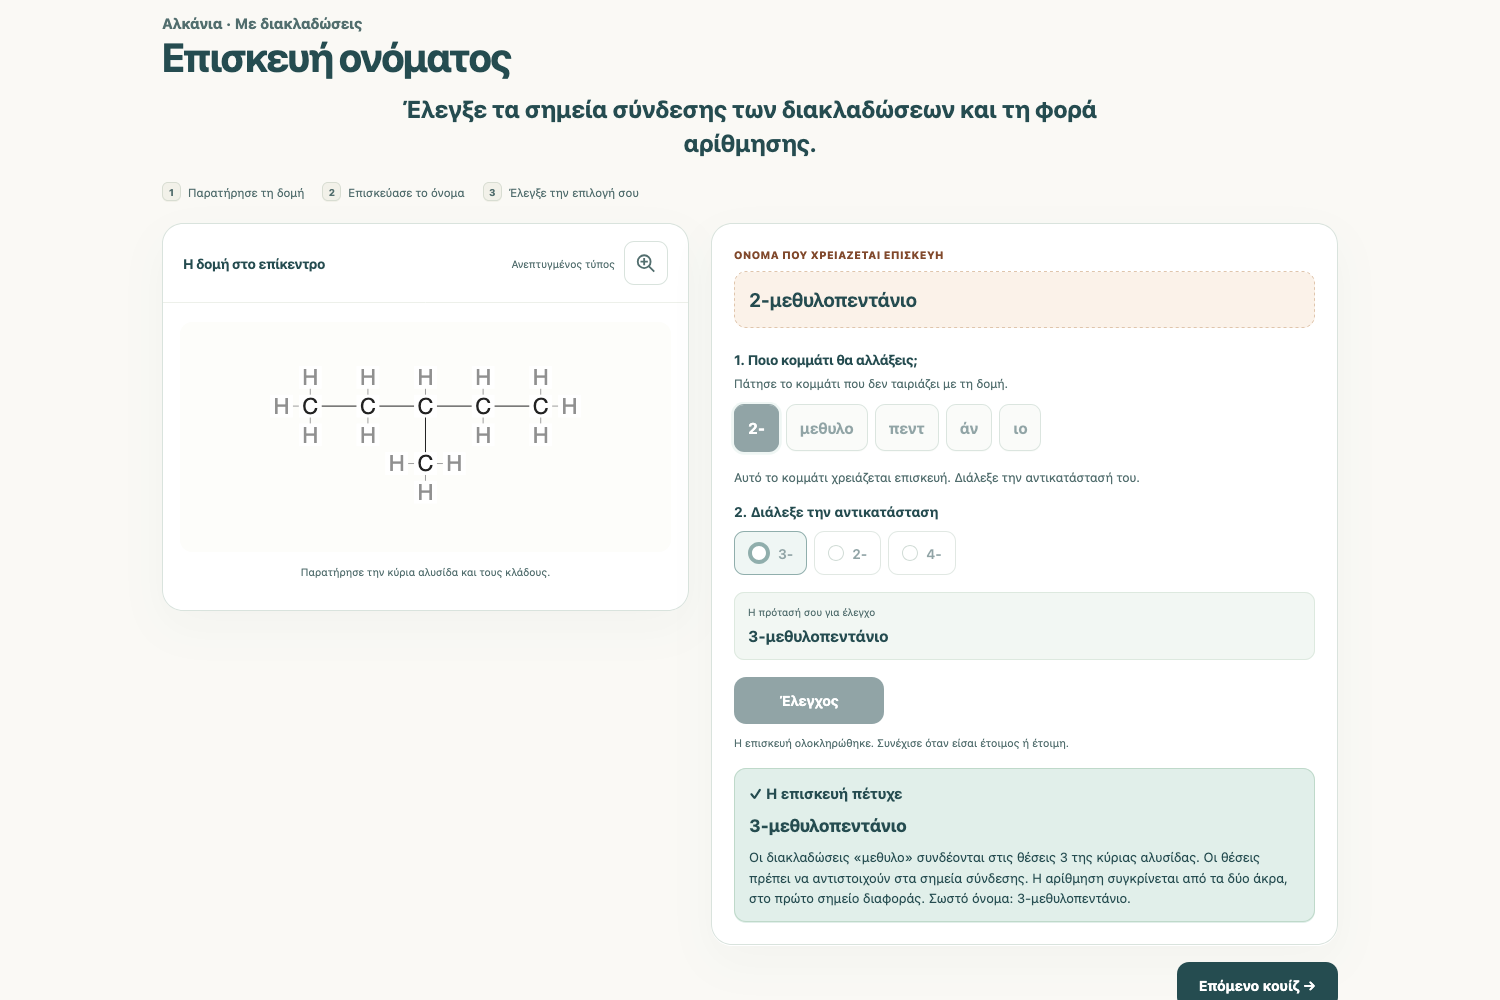 Αλκάνια · Με διακλαδώσεις
Επισκευή ονόματος
Έλεγξε τα σημεία σύνδεσης των διακλαδώσεων και τη φορά
αρίθμησης.
1 Παρατήρησε τη δομή 2 Επισκεύασε το όνομα 3 Έλεγξε την επιλογή σου
Η δομή στο επίκεντρο
Ανεπτυγμένος τύπος
H H H H H
H C C C C C H
H H H H
H C H
H
Παρατήρησε την κύρια αλυσίδα και τους κλάδους.
ΟΝΟΜΑ ΠΟΥ ΧΡΕΙΑΖΕΤΑΙ ΕΠΙΣΚΕΥΗ
2-μεθυλοπεντάνιο
1. Ποιο κομμάτι θα αλλάξεις;
Πάτησε το κομμάτι που δεν ταιριάζει με τη δομή.
2- μεθυλο πεντ άν ιο
Αυτό το κομμάτι χρειάζεται επισκευή. Διάλεξε την αντικατάστασή του.
2. Διάλεξε την αντικατάσταση
3- 2- 4-
Η πρότασή σου για έλεγχο
3-μεθυλοπεντάνιο
Έλεγχος
Η επισκευή ολοκληρώθηκε. Συνέχισε όταν είσαι έτοιμος ή έτοιμη.
✓ Η επισκευή πέτυχε
3-μεθυλοπεντάνιο
Οι διακλαδώσεις «μεθυλο» συνδέονται στις θέσεις 3 της κύριας αλυσίδας. Οι θέσεις
πρέπει να αντιστοιχούν στα σημεία σύνδεσης. Η αρίθμηση συγκρίνεται από τα δύο άκρα,
στο πρώτο σημείο διαφοράς. Σωστό όνομα: 3-μεθυλοπεντάνιο.
Επόμενο κουίζ →